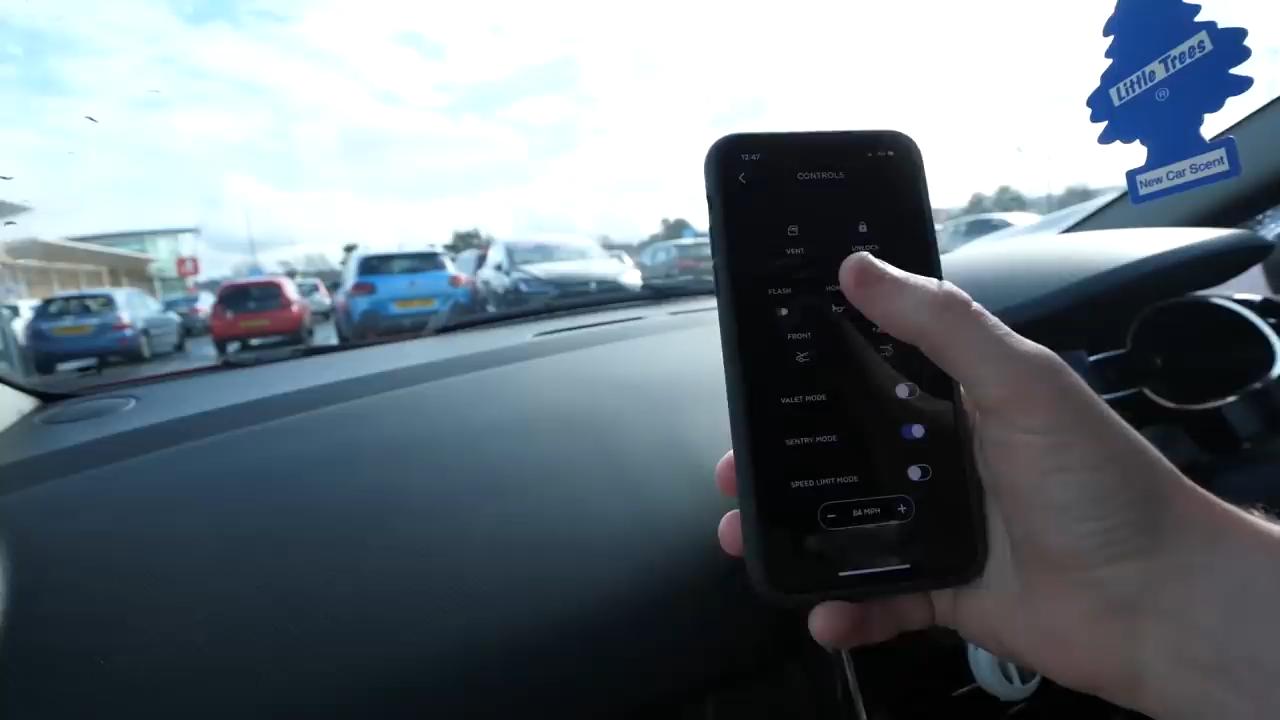 Little Trees
®
New Car Scent
12:47
CONTROLS
VENT
UNLOCK
FLASH
FRONT
VALET MODE
SENTRY MODE
SPEED LIMIT MODE
84 MPH